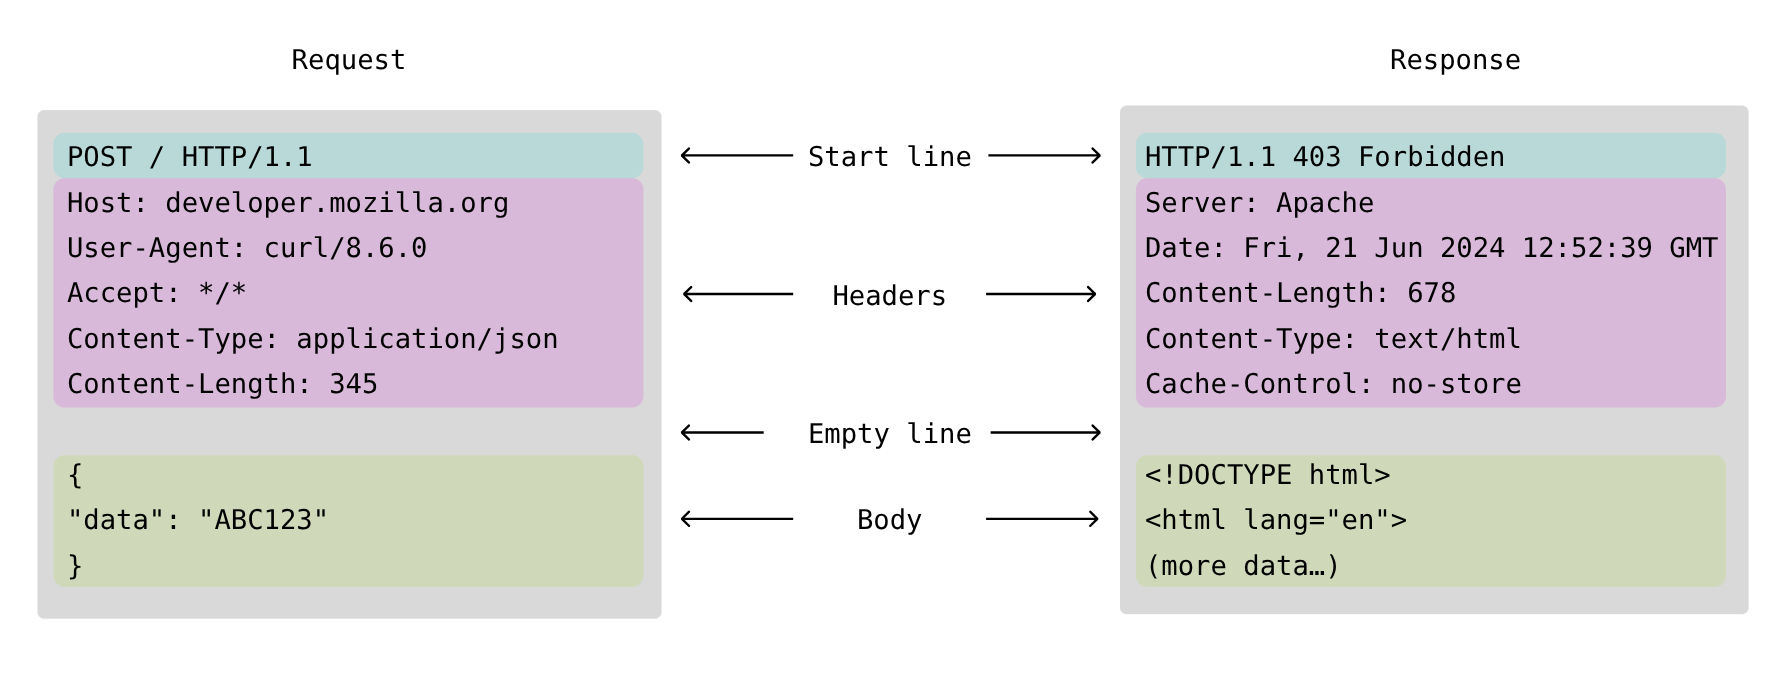 Request
POST / HTTP/1.1
Host: developer.mozilla.org
User-Agent: curl/8.6.0
Accept: */*
Content-Type: application/json
Content-Length: 345
{
"data": "ABC123"
}
Start line
Headers
Empty line
Body
Response
HTTP/1.1 403 Forbidden
Server: Apache
Date: Fri, 21 Jun 2024 12:52:39 GMT
Content-Length: 678
Content-Type: text/html
Cache-Control: no-store
<!DOCTYPE html>
<html lang="en">
(more data…)